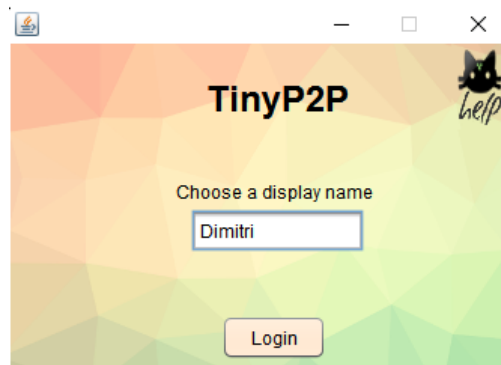 TinyP2P
help
Choose a display name
Dimitri
Login